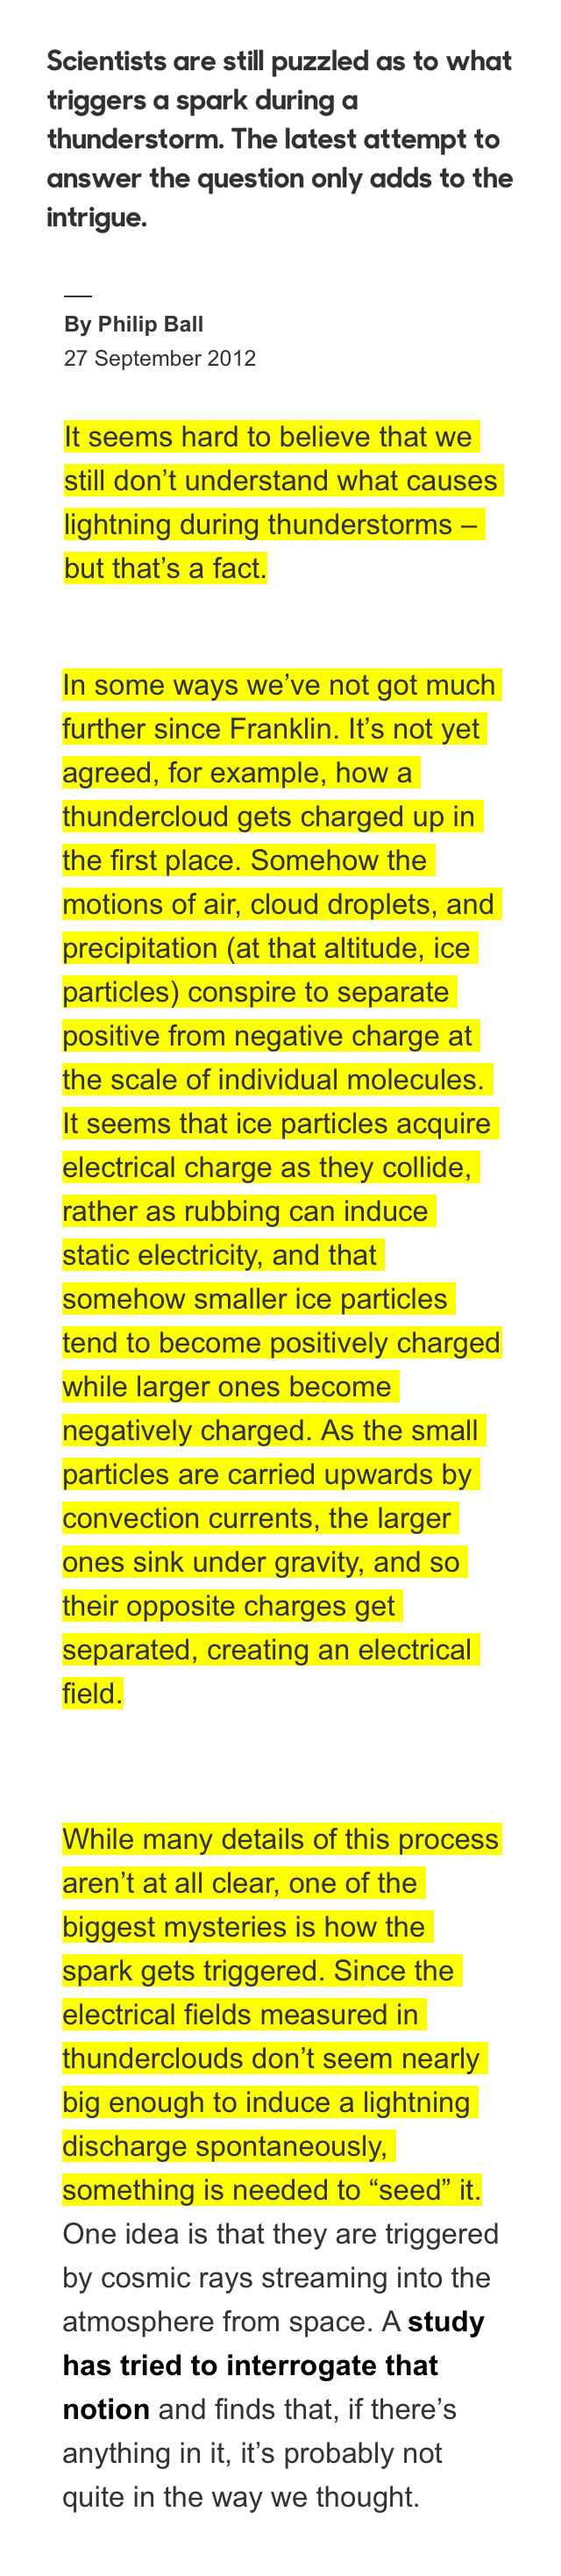 Scientists are still puzzled as to what
triggers a spark during a
thunderstorm. The latest attempt to
answer the question only adds to the
intrigue.
By Philip Ball
27 September 2012
It seems hard to believe that we
still don’t understand what causes
lightning during thunderstorms –
but that’s a fact.
In some ways we’ve not got much
further since Franklin. It’s not yet
agreed, for example, how a
thundercloud gets charged up in
the first place. Somehow the
motions of air, cloud droplets, and
precipitation (at that altitude, ice
particles) conspire to separate
positive from negative charge at
the scale of individual molecules.
It seems that ice particles acquire
electrical charge as they collide,
rather as rubbing can induce
static electricity, and that
somehow smaller ice particles
tend to become positively charged
while larger ones become
negatively charged. As the small
particles are carried upwards by
convection currents, the larger
ones sink under gravity, and so
their opposite charges get
separated, creating an electrical
field.
While many details of this process
aren’t at all clear, one of the
biggest mysteries is how the
spark gets triggered. Since the
electrical fields measured in
thunderclouds don’t seem nearly
big enough to induce a lightning
discharge spontaneously,
something is needed to “seed” it.
One idea is that they are triggered
by cosmic rays streaming into the
atmosphere from space. A study
has tried to interrogate that
notion and finds that, if there’s
anything in it, it’s probably not
quite in the way we thought.